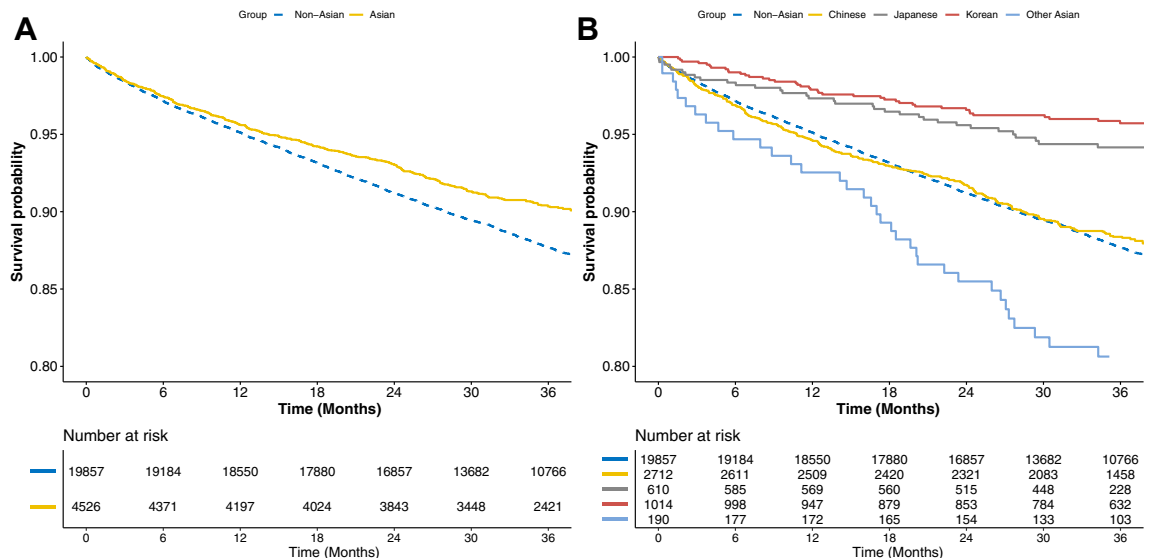 A
Group Non-Asian Asian
Survival probability
1.00
0.95
0.90
0.85
0.80
0 6 12 18 24 30 36
Time (Months)
Number at risk
19857 19184 18550 17880 16857 13682 10766
4526 4371 4197 4024 3843 3448 2421
0 6 12 18 24 30 36
Time (Months)
B
Group Non-Asian Chinese Japanese Korean Other Asian
Survival probability
1.00
0.95
0.90
0.85
0.80
0 6 12 18 24 30 36
Time (Months)
Number at risk
19857 19184 18550 17880 16857 13682 10766
2712 2611 2509 2420 2321 2083 1458
610 585 569 560 515 448 228
1014 998 947 879 853 784 632
190 177 172 165 154 133 103
0 6 12 18 24 30 36
Time (Months)